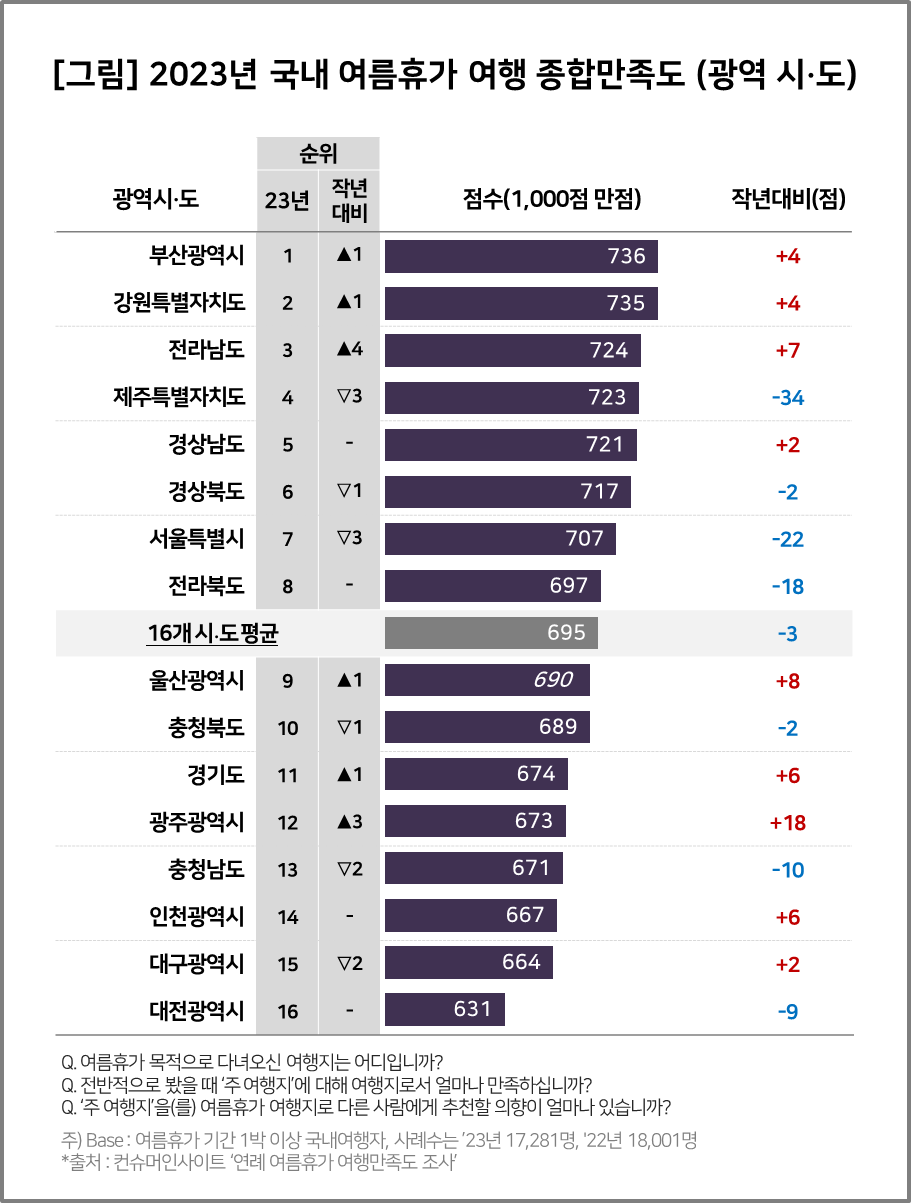 [그림] 2023년 국내 여름휴가 여행 종합만족도 (광역 시·도)
순위
광역시·도 23년 작년 대비 점수(1,000점 만점) 작년대비(점)
부산광역시 1 ▲1 736 +4
강원특별자치도 2 ▲1 735 +4
전라남도 3 ▲4 724 +7
제주특별자치도 4 ▽3 723 -34
경상남도 5 - 721 +2
경상북도 6 ▽1 717 -2
서울특별시 7 ▽3 707 -22
전라북도 8 - 697 -18
16개 시·도 평균 695 -3
울산광역시 9 ▲1 690 +8
충청북도 10 ▽1 689 -2
경기도 11 ▲1 674 +6
광주광역시 12 ▲3 673 +18
충청남도 13 ▽2 671 -10
인천광역시 14 - 667 +6
대구광역시 15 ▽2 664 +2
대전광역시 16 - 631 -9
Q. 여름휴가 목적으로 다녀오신 여행지는 어디입니까?
Q. 전반적으로 봤을 때 ‘주 여행지’에 대해 여행지로서 얼마나 만족하십니까?
Q. ‘주 여행지’을(를) 여름휴가 여행지로 다른 사람에게 추천할 의향이 얼마나 있습니까?
주) Base : 여름휴가 기간 1박 이상 국내여행자, 사례수는 ’23년 17,281명, '22년 18,001명
*출처 : 컨슈머인사이트 ‘연례 여름휴가 여행만족도 조사’